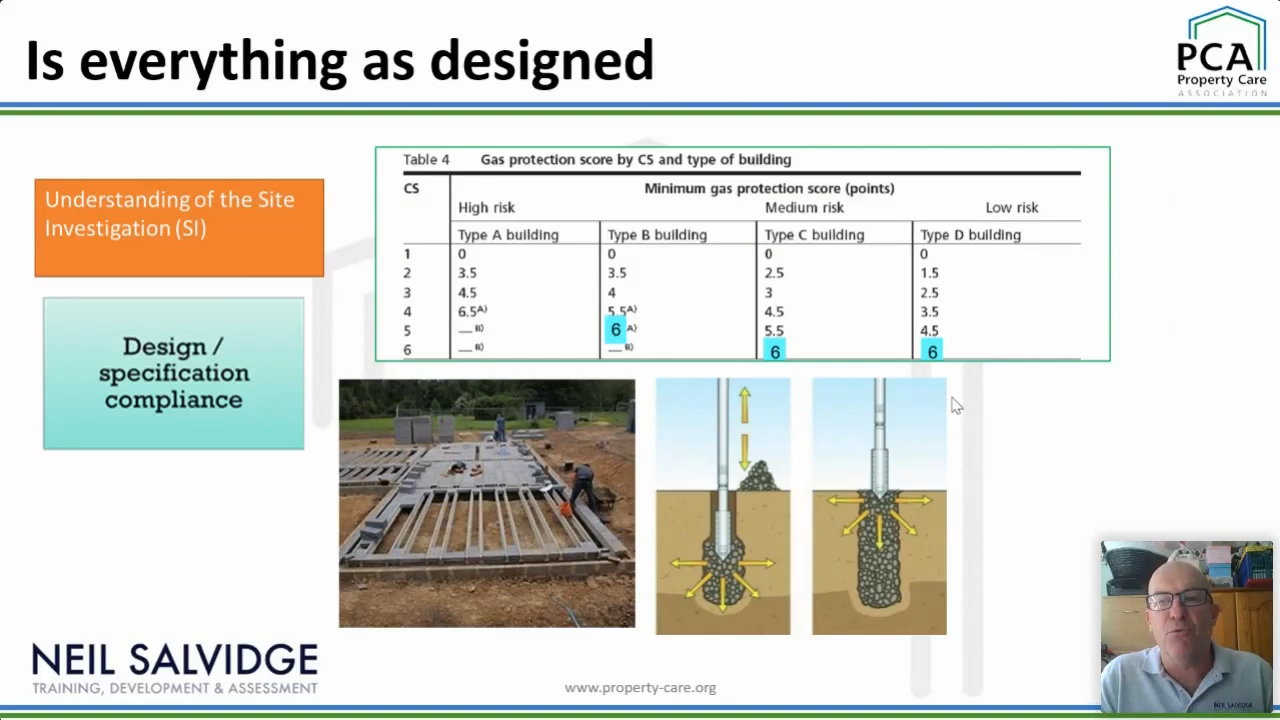 Is everything as designed
PCA
Property Care
ASSOCIATION
Understanding of the Site
Investigation (SI)
Design /
specification
compliance
Table 4 Gas protection score by CS and type of building
CS Minimum gas protection score (points)
High risk Medium risk Low risk
Type A building Type B building Type C building Type D building
1 0 0 0 0
2 3.5 3.5 2.5 1.5
3 4.5 4 3 2.5
4 6.5A) 5.5A) 4.5 3.5
5 —B) 6 A) 5.5 4.5
6 —B) —B) 6 6
NEIL SALVIDGE
TRAINING, DEVELOPMENT & ASSESSMENT
www.property-care.org
NEIL SALVIDGE